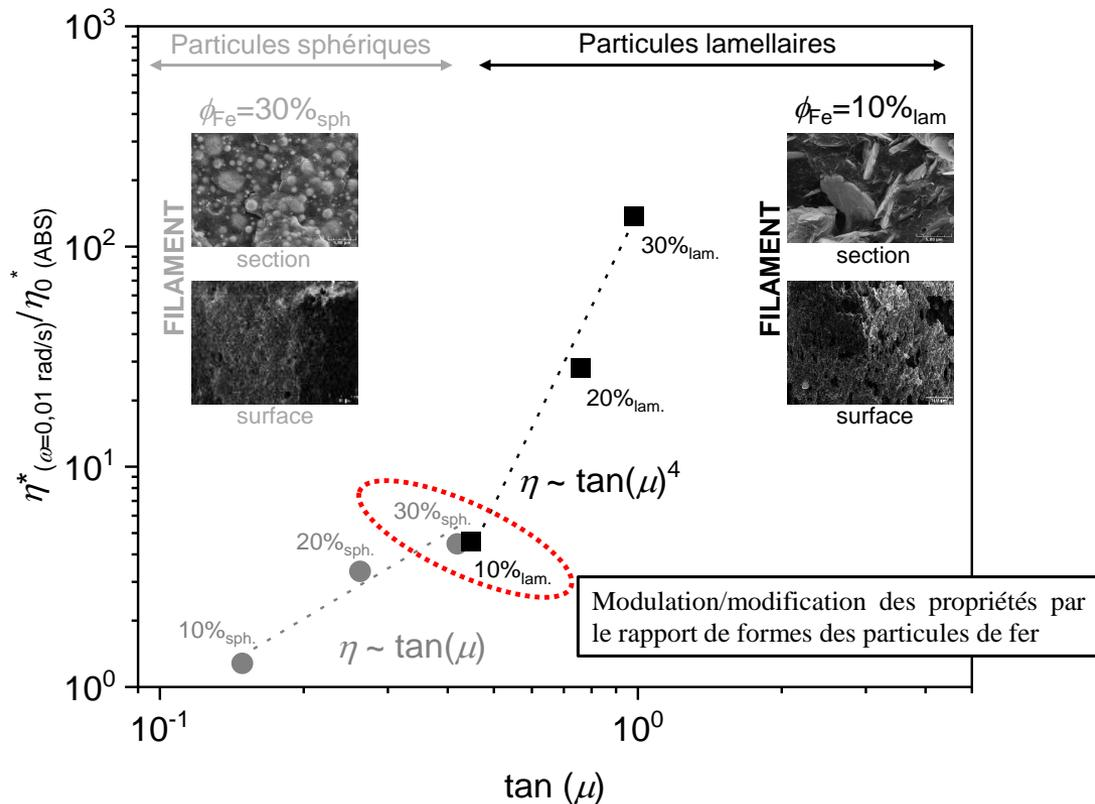 10³
Particules sphériques
Particules lamellaires
ϕFe=30%sph
ϕFe=10%lam
FILAMENT
section
surface
FILAMENT
section
surface
η*(ω=0,01 rad/s)/η0*(ABS)
10²
30%lam.
20%lam.
10¹
η ~ tan(μ)⁴
30%sph.
20%sph.
10%lam.
10%sph.
η ~ tan(μ)
Modulation/modification des propriétés par
le rapport de formes des particules de fer
10⁰
10⁻¹
10⁰
tan (μ)